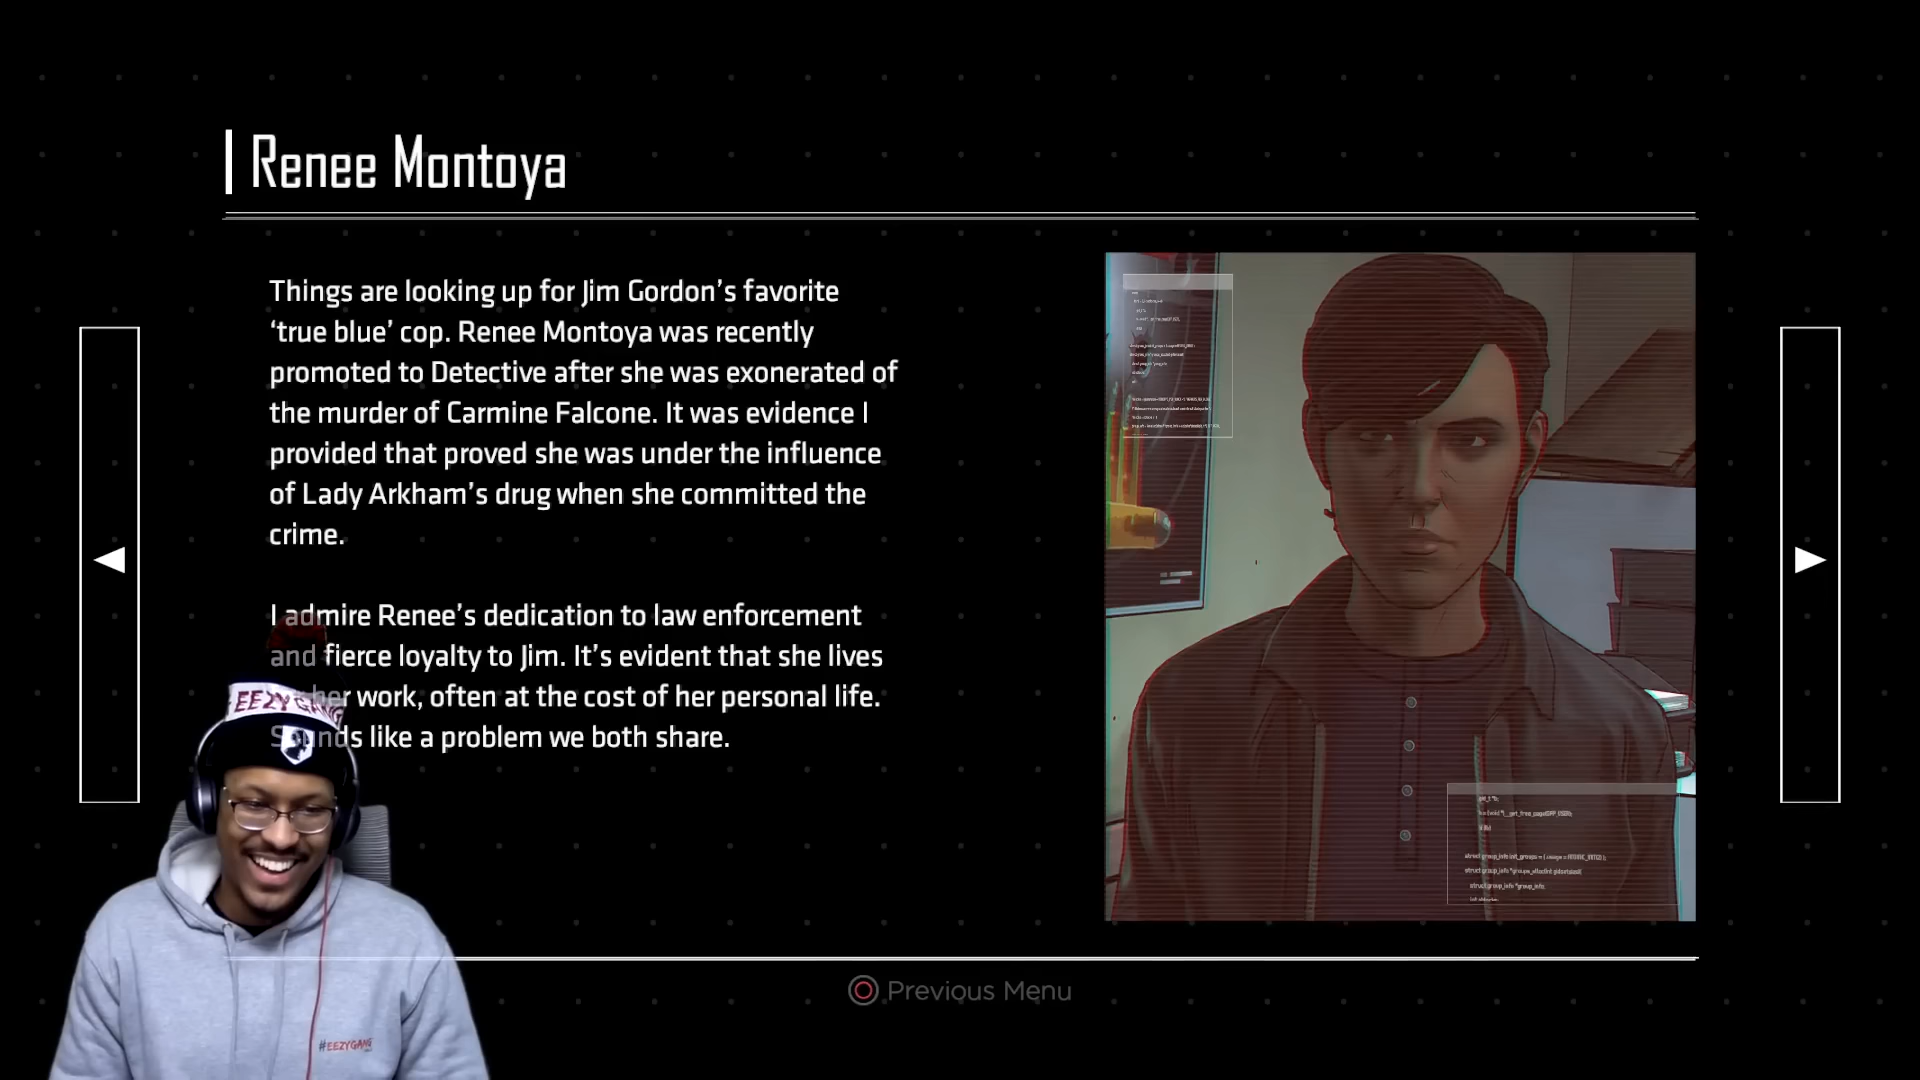 Renee Montoya
Things are looking up for Jim Gordon's favorite
'true blue' cop. Renee Montoya was recently
promoted to Detective after she was exonerated of
the murder of Carmine Falcone. It was evidence I
provided that proved she was under the influence
of Lady Arkham's drug when she committed the
crime.
I admire Renee's dedication to law enforcement
and fierce loyalty to Jim. It's evident that she lives
her work, often at the cost of her personal life.
Sounds like a problem we both share.
EEZY GANG
#EEZYGANG
Previous Menu